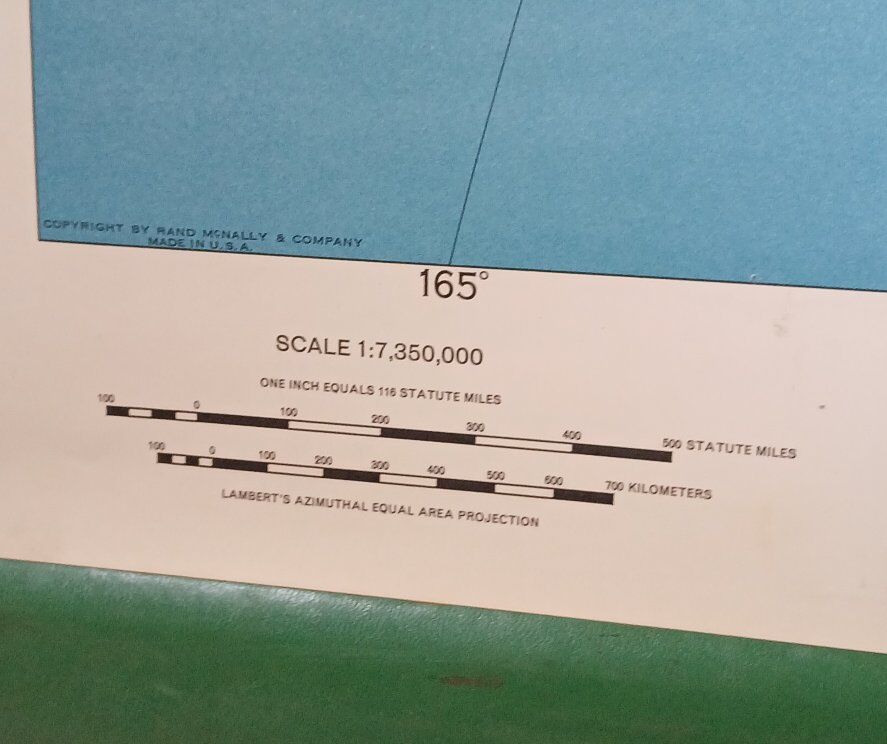 COPYRIGHT BY RAND McNALLY & COMPANY
MADE IN U.S.A.
165°
SCALE 1:7,350,000
ONE INCH EQUALS 116 STATUTE MILES
100 0 100 200 300 400 500 STATUTE MILES
100 0 100 200 300 400 500 600 700 KILOMETERS
LAMBERT'S AZIMUTHAL EQUAL AREA PROJECTION